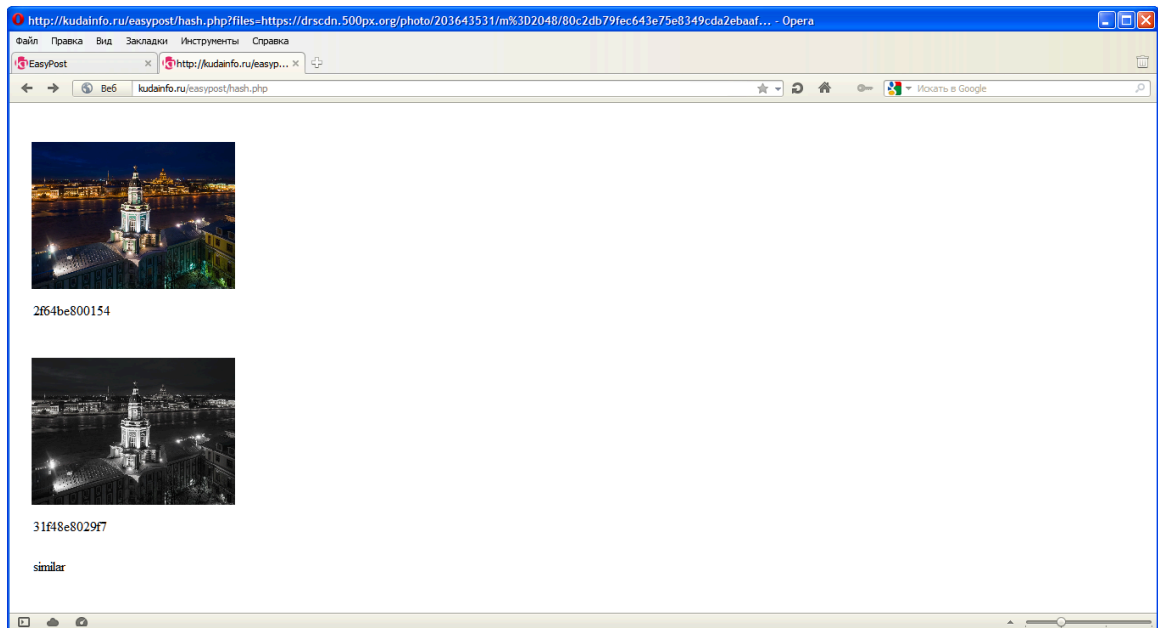 http://kudainfo.ru/easypost/hash.php?files=https://drscdn.500px.org/photo/203643531/m%3D2048/80c2db79fec643e75e8349cda2ebaaf... - Opera
Файл Правка Вид Закладки Инструменты Справка
EasyPost http://kudainfo.ru/easyp...
Веб kudainfo.ru/easypost/hash.php Искать в Google
2f64be800154
31f48e8029f7
similar